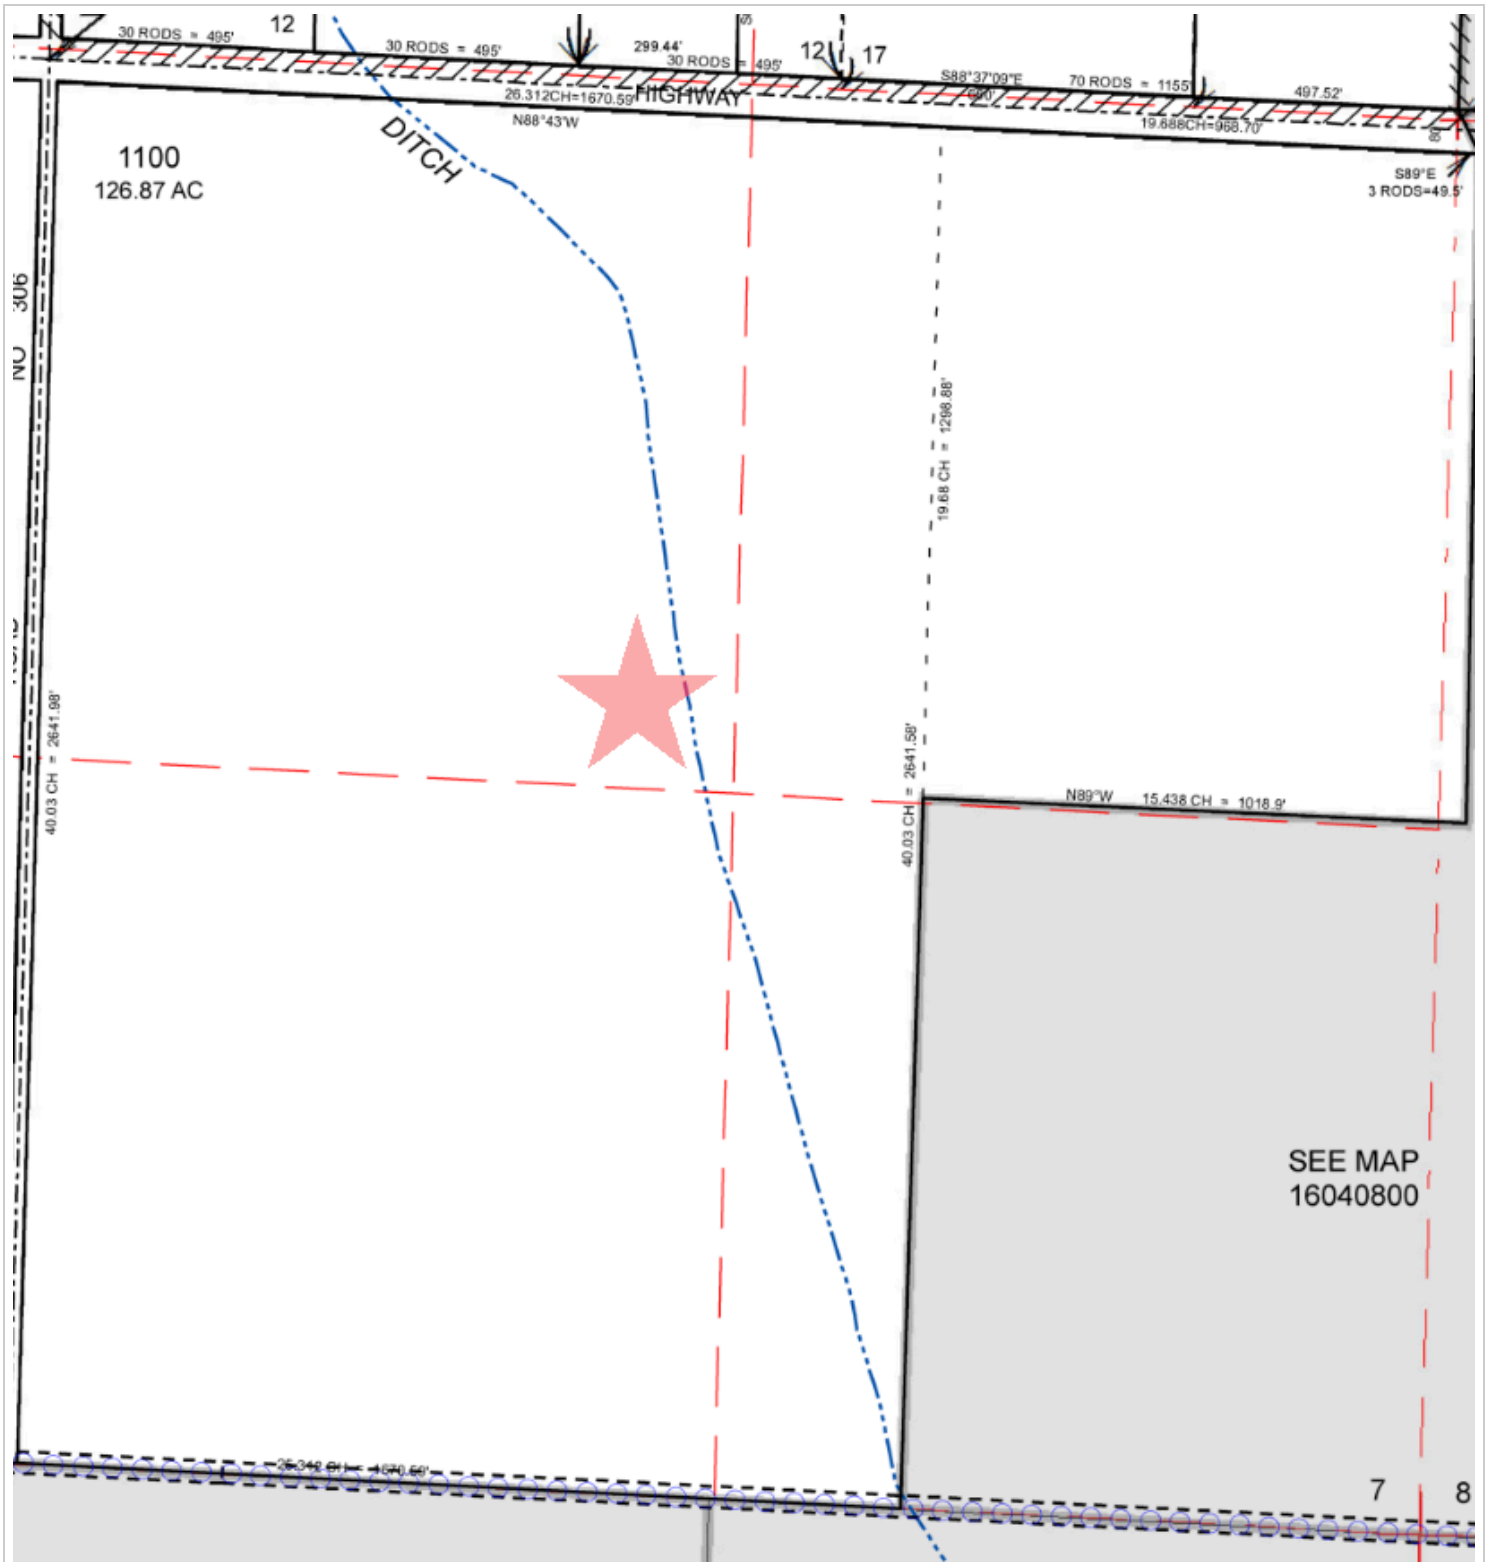 12
30 RODS = 495'
30 RODS = 495'
299.44'
30 RODS = 495'
12
17
S88°37'09"E
70 RODS = 1155'
497.52'
26.312CH=1670.59'
HIGHWAY
19.688CH=968.70'
N88°43'W
DITCH
1100
126.87 AC
S89°E
3 RODS=49.5'
80
NO 306
19.68 CH = 1298.88'
40.03 CH = 2641.98'
40.03 CH = 2641.58'
N89°W 15.438 CH = 1018.9'
SEE MAP
16040800
7
8